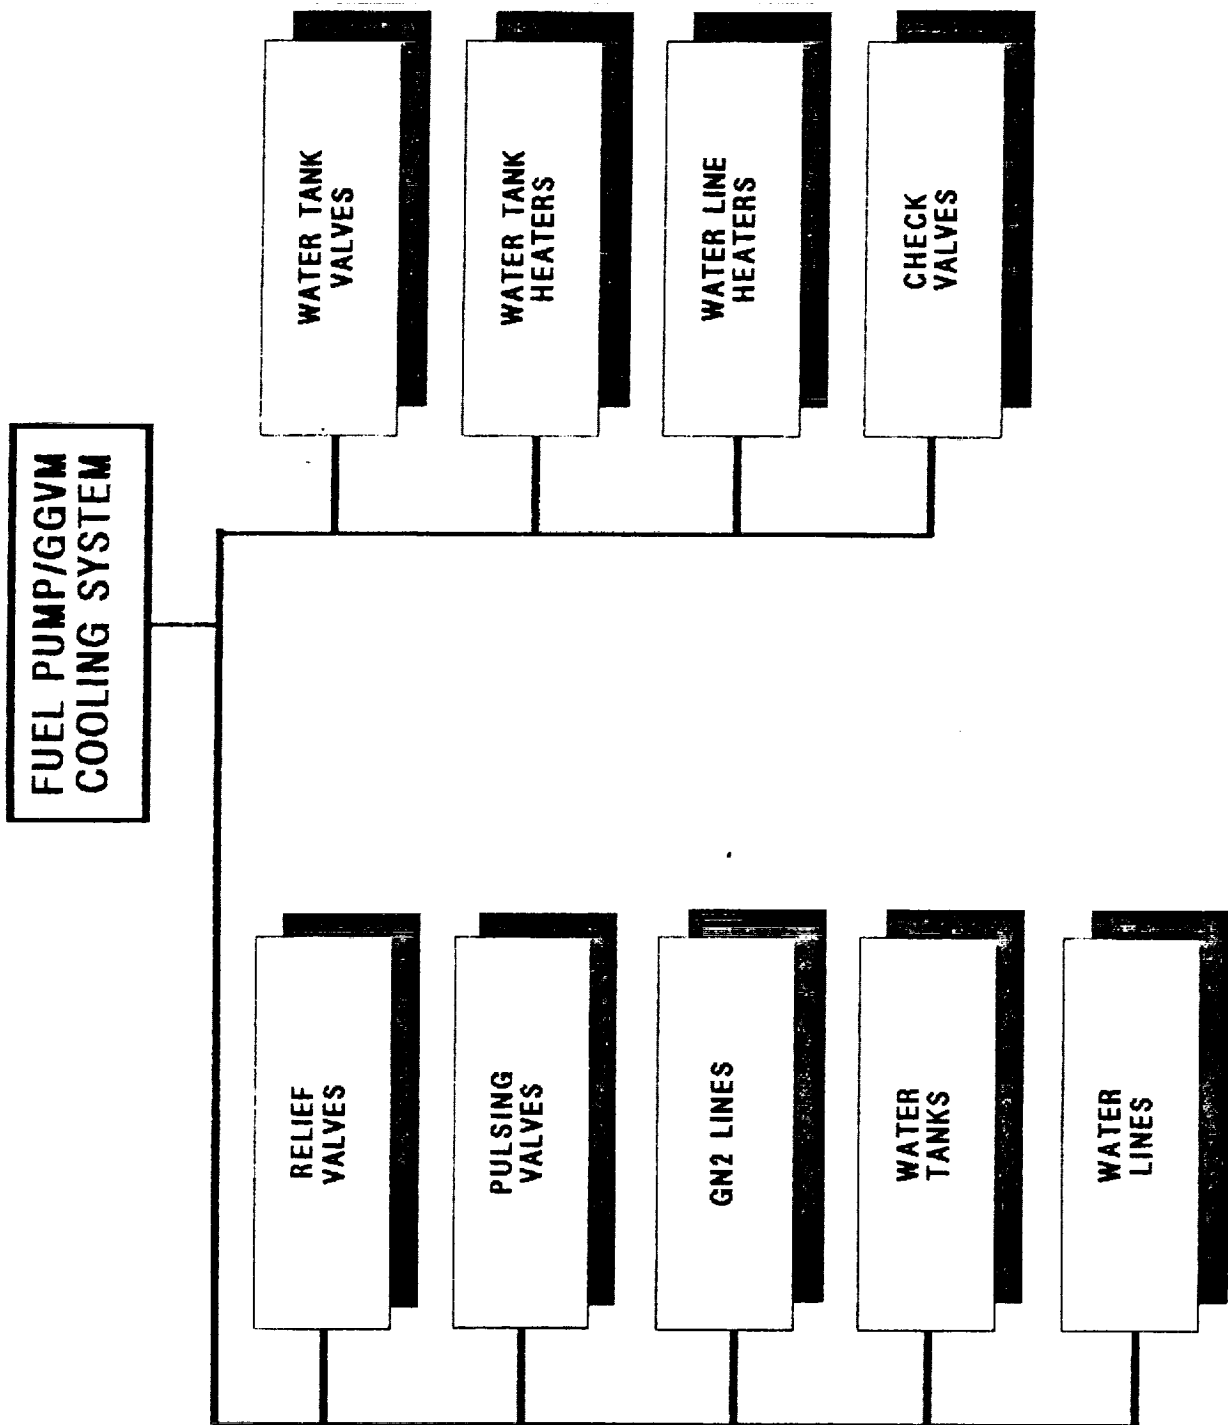 FUEL PUMP/GGVM
COOLING SYSTEM
RELIEF
VALVES
PULSING
VALVES
GN2 LINES
WATER
TANKS
WATER
LINES
WATER TANK
VALVES
WATER TANK
HEATERS
WATER LINE
HEATERS
CHECK
VALVES